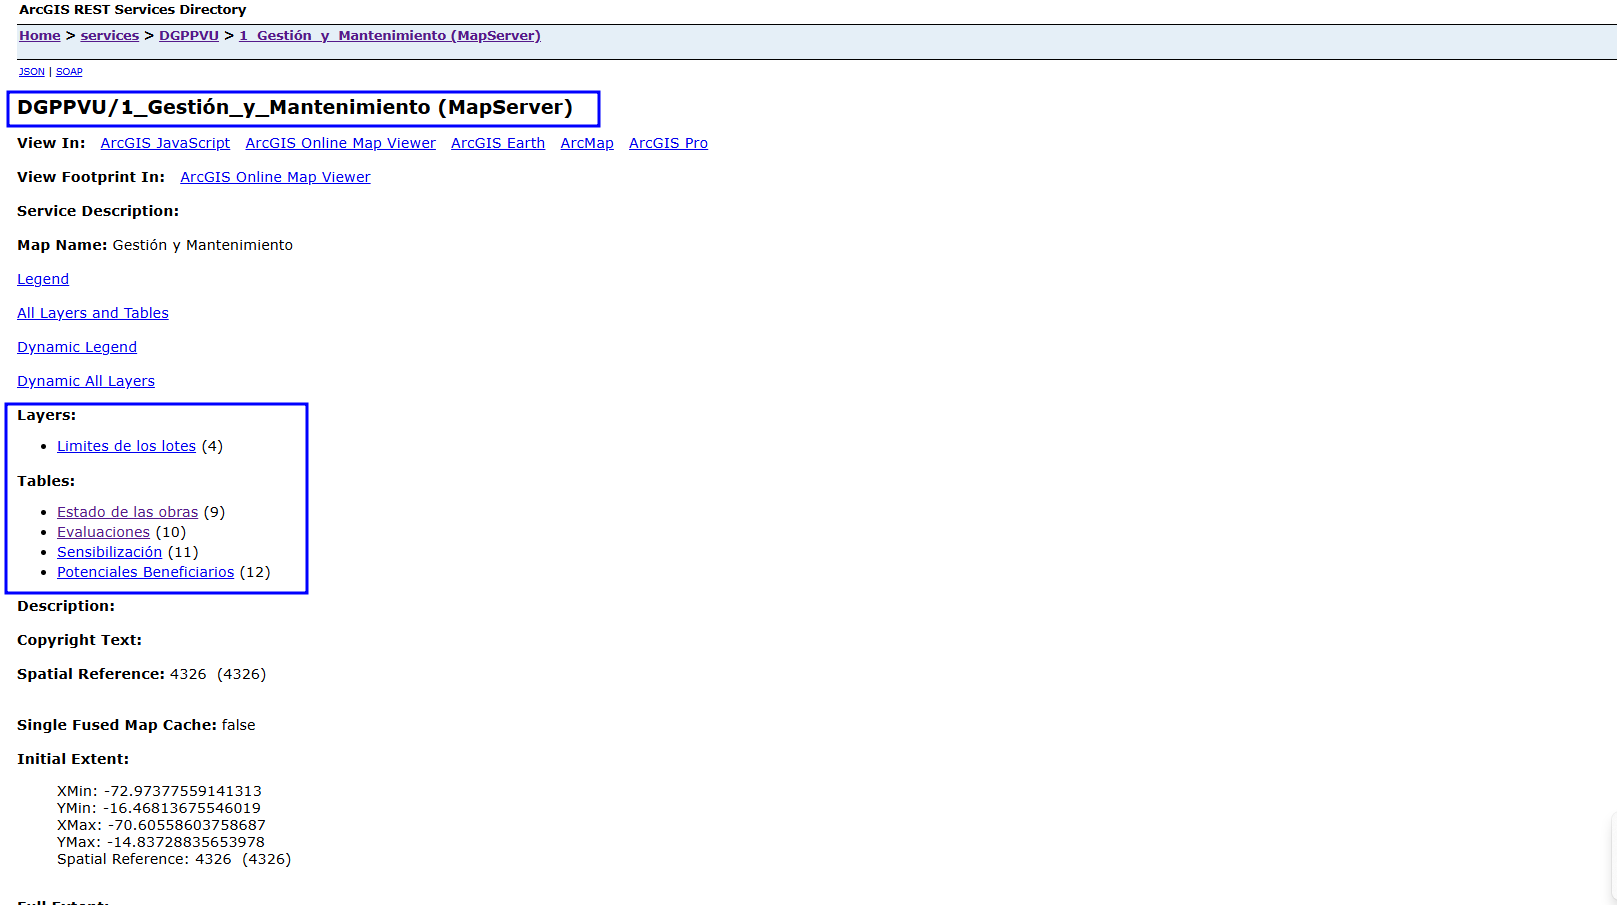 ArcGIS REST Services Directory
Home > services > DGPPVU > 1_Gestión_y_Mantenimiento (MapServer)
JSON | SOAP
DGPPVU/1_Gestión_y_Mantenimiento (MapServer)
View In: ArcGIS JavaScript ArcGIS Online Map Viewer ArcGIS Earth ArcMap ArcGIS Pro
View Footprint In: ArcGIS Online Map Viewer
Service Description:
Map Name: Gestión y Mantenimiento
Legend
All Layers and Tables
Dynamic Legend
Dynamic All Layers
Layers:
• Limites de los lotes (4)
Tables:
• Estado de las obras (9)
• Evaluaciones (10)
• Sensibilización (11)
• Potenciales Beneficiarios (12)
Description:
Copyright Text:
Spatial Reference: 4326 (4326)
Single Fused Map Cache: false
Initial Extent:
XMin: -72.97377559141313
YMin: -16.46813675546019
XMax: -70.60558603758687
YMax: -14.83728835653978
Spatial Reference: 4326 (4326)
Full Extent: